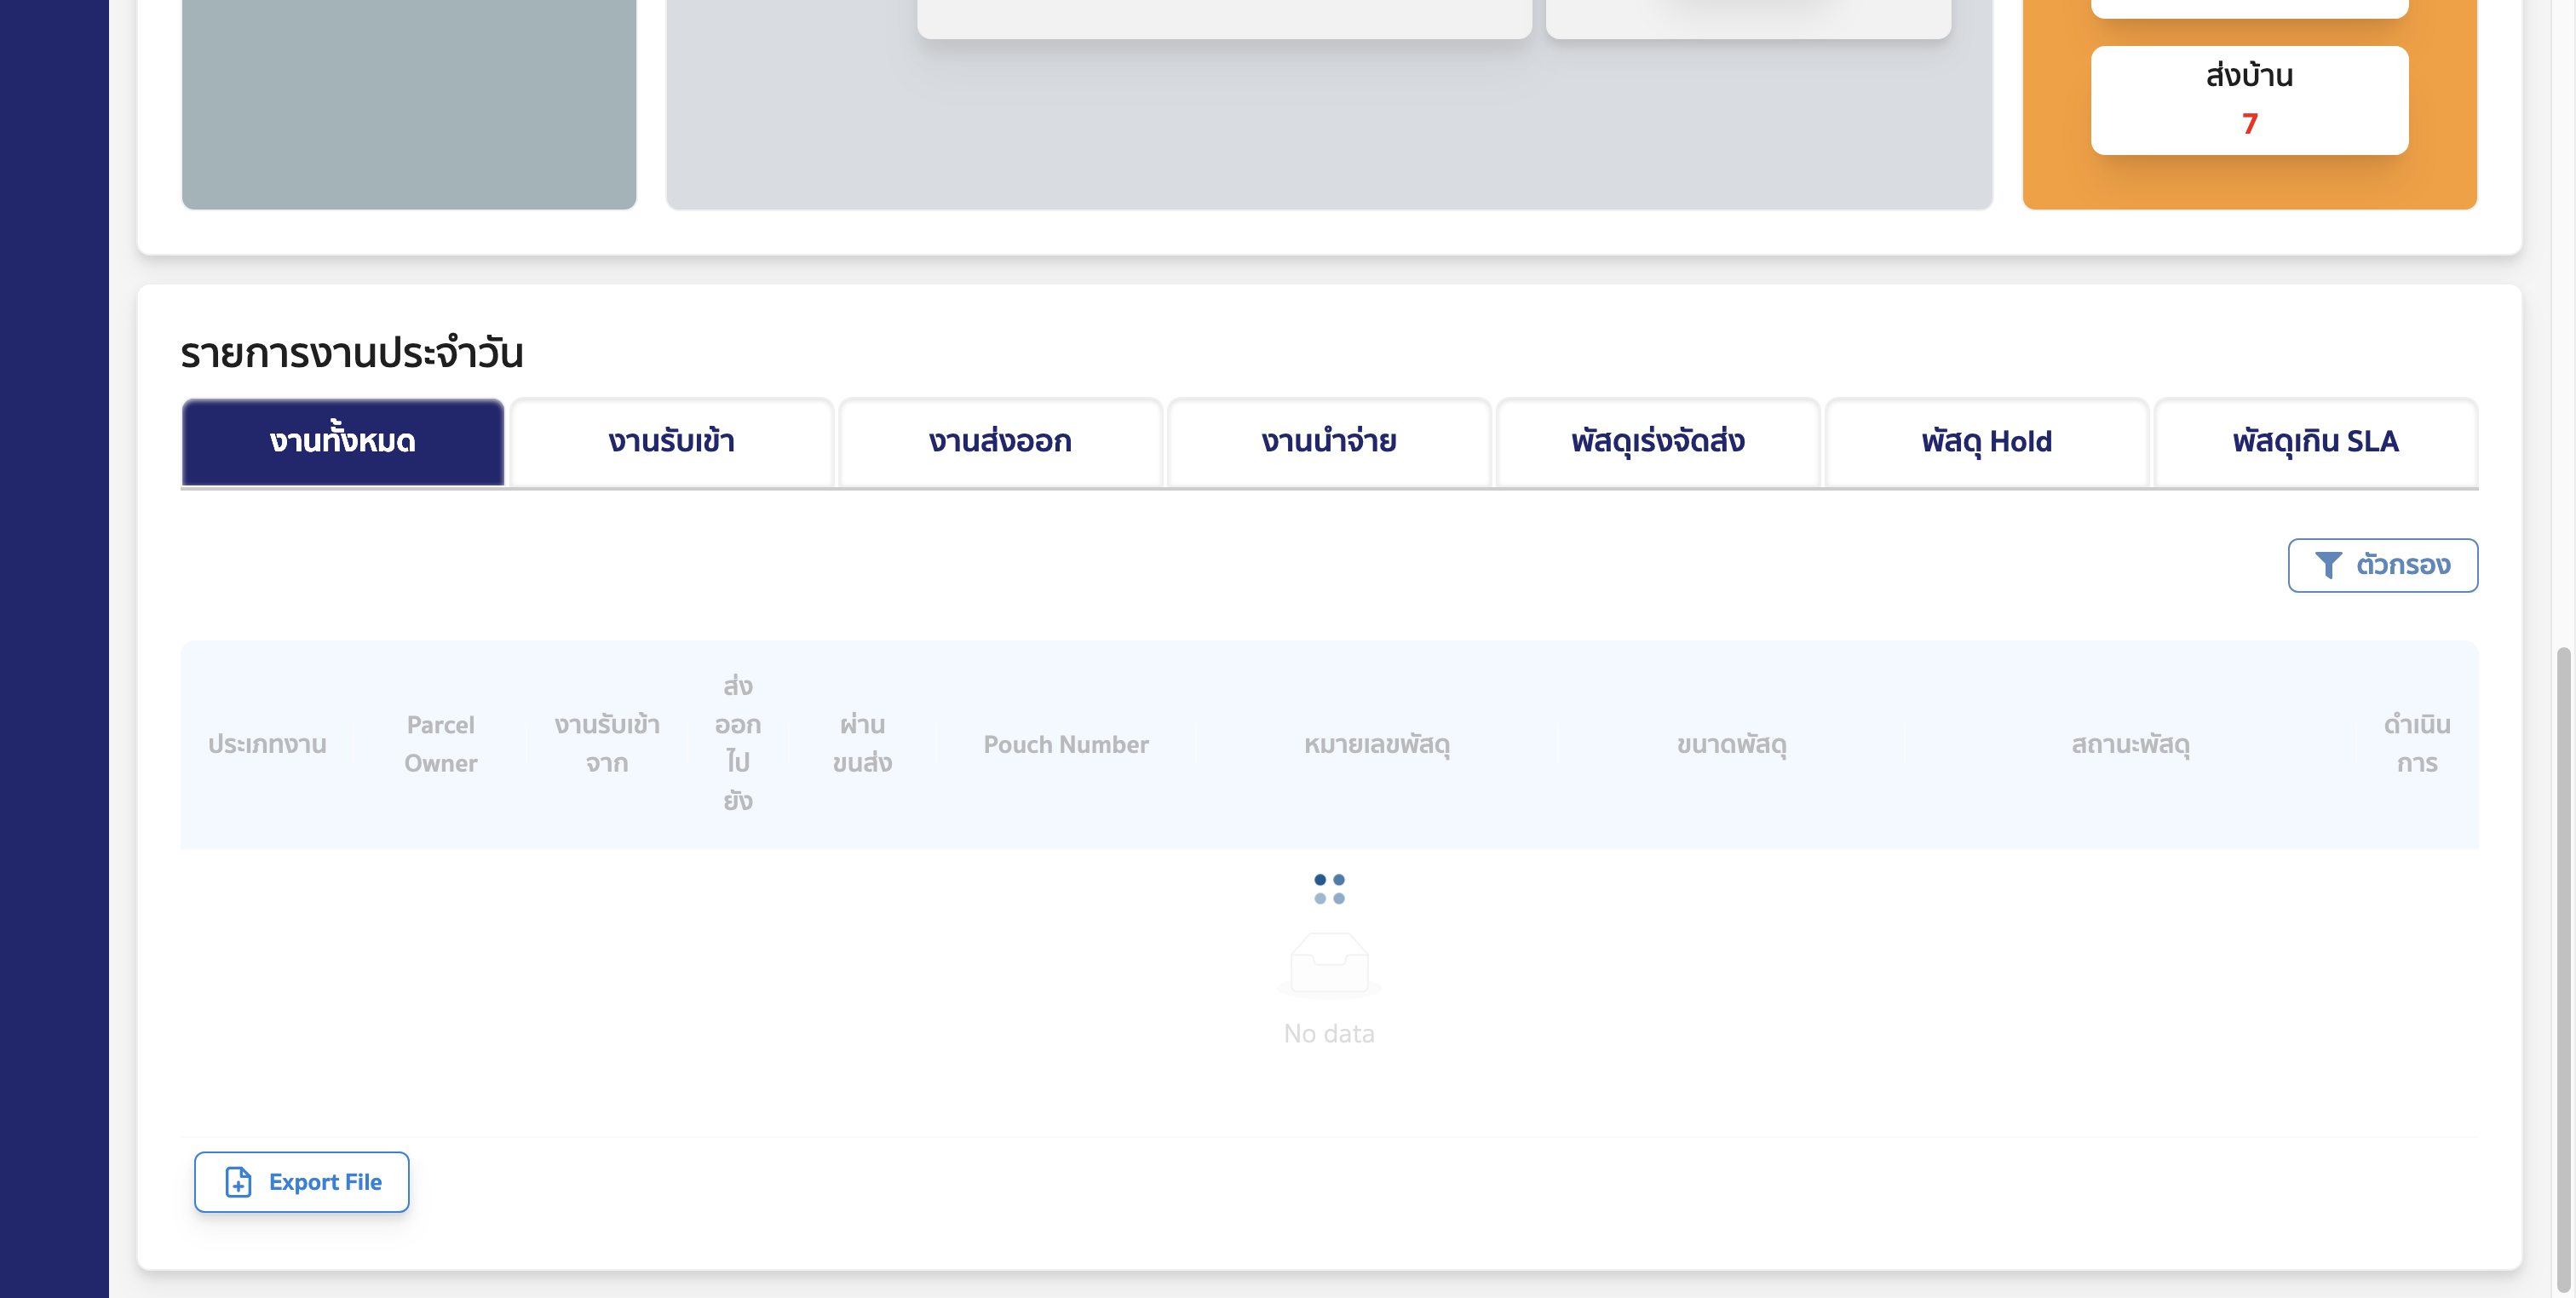 ส่งบ้าน
7
รายการงานประจำวัน
งานทั้งหมด
งานรับเข้า
งานส่งออก
งานนำจ่าย
พัสดุเร่งจัดส่ง
พัสดุ Hold
พัสดุเกิน SLA
ตัวกรอง
ประเภทงาน
Parcel
Owner
งานรับเข้า
จาก
ส่ง
ออก
ไป
ยัง
ผ่าน
ขนส่ง
Pouch Number
หมายเลขพัสดุ
ขนาดพัสดุ
สถานะพัสดุ
ดำเนิน
การ
No data
Export File